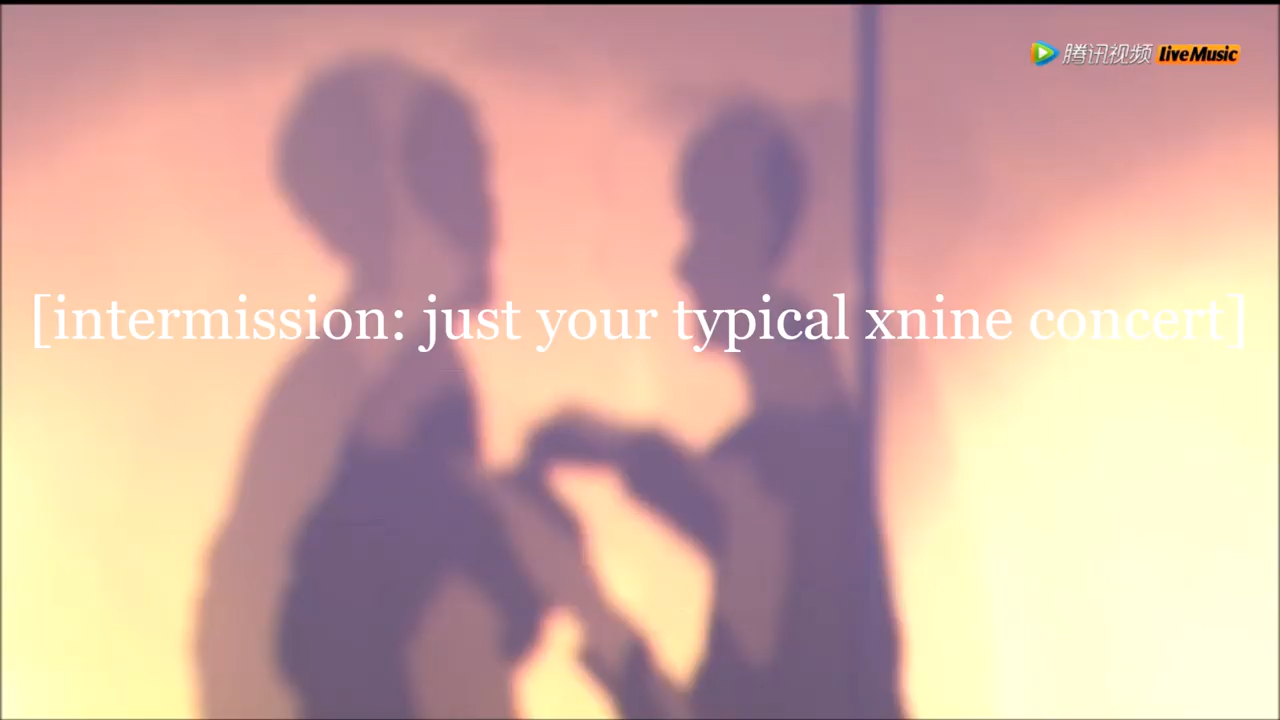 腾讯视频 liveMusic
[intermission: just your typical xnine concert]